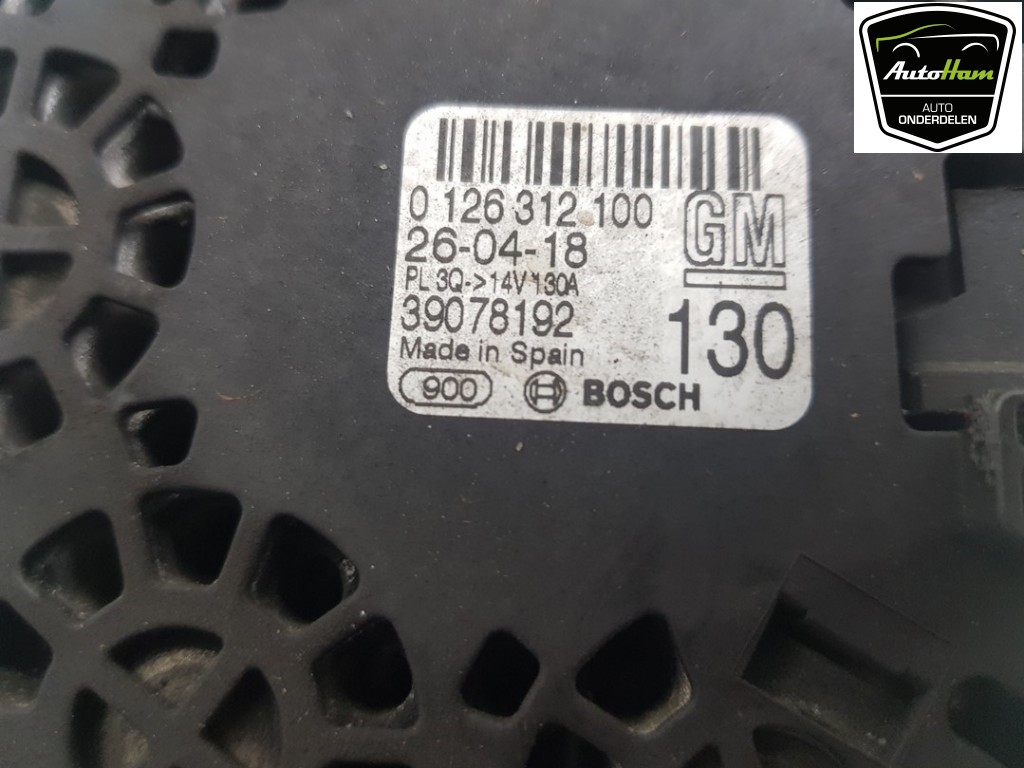 AutoHam
AUTO
ONDERDELEN
0 126 312 100
GM
26-04-18
PL 3Q->14V 130A
39078192
130
Made in Spain
900
BOSCH